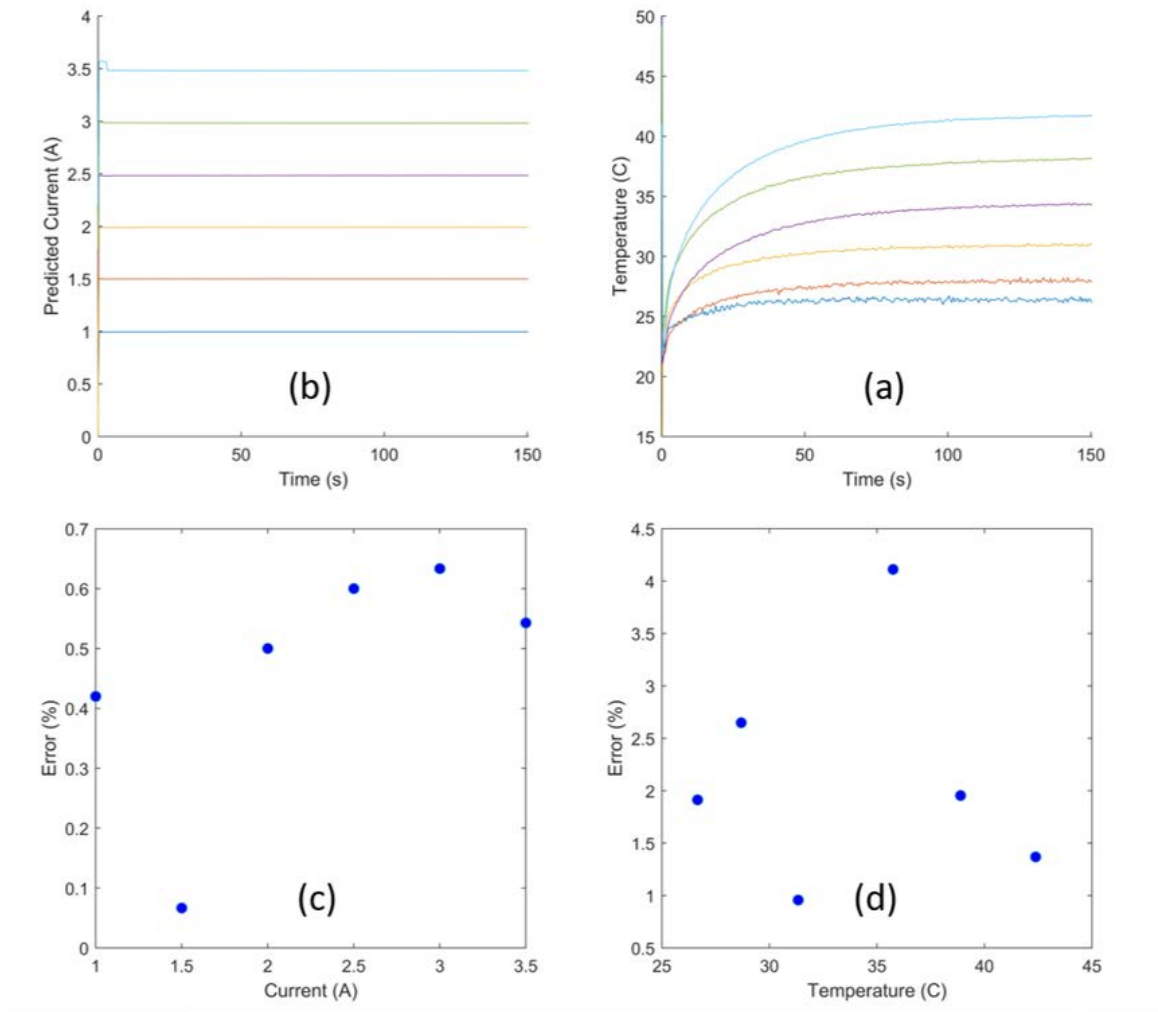 4
3.5
3
2.5
2
1.5
1
0.5
0
Predicted Current (A)
(b)
0 50 100 150
Time (s)
50
45
40
35
30
25
20
15
Temperature (C)
(a)
0 50 100 150
Time (s)
0.7
0.6
0.5
0.4
0.3
0.2
0.1
0
Error (%)
(c)
1 1.5 2 2.5 3 3.5
Current (A)
4.5
4
3.5
3
2.5
2
1.5
1
0.5
Error (%)
(d)
25 30 35 40 45
Temperature (C)